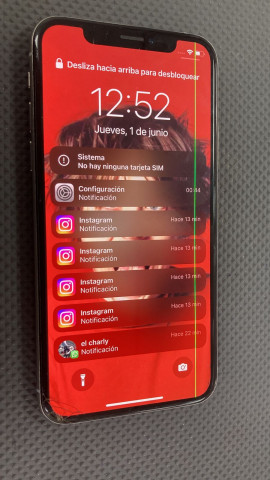 Desliza hacia arriba para desbloquear
12:52
Jueves, 1 de junio
Sistema
No hay ninguna tarjeta SIM
Configuración
00:44
Notificación
Instagram
Hace 13 min
Notificación
Instagram
Hace 13 min
Notificación
Instagram
Hace 13 min
Notificación
Instagram
Hace 13 min
Notificación
el charly
Hace 22 min
Notificación